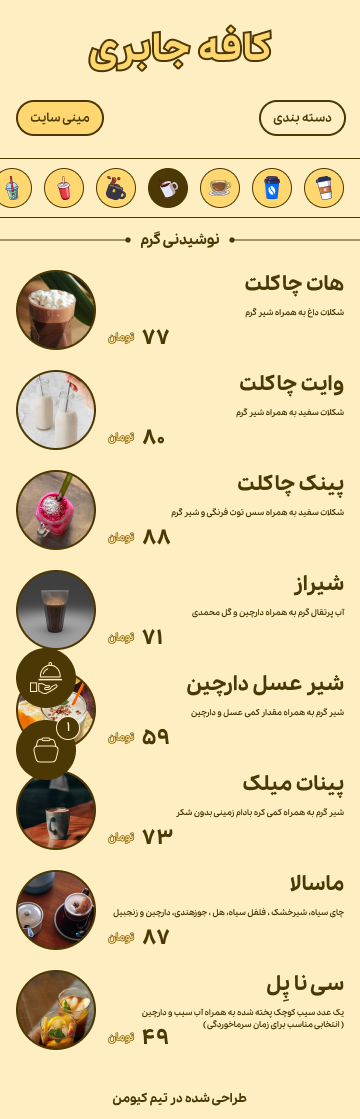 کافه جابری
دسته بندی
مینی سایت
نوشیدنی گرم
هات چاکلت
شکلات داغ به همراه شیر گرم
۷۷ تومان
وایت چاکلت
شکلات سفید به همراه شیر گرم
۸۰ تومان
پینک چاکلت
شکلات سفید به همراه سس توت فرنگی و شیر گرم
۸۸ تومان
شیراز
آب پرتقال گرم به همراه دارچین و گل محمدی
۷۱ تومان
شیر عسل دارچین
شیر گرم به همراه مقدار کمی عسل و دارچین
۵۹ تومان
۱
پینات میلک
شیر گرم به همراه کمی کره بادام زمینی بدون شکر
۷۳ تومان
ماسالا
چای سیاه، شیرخشک ، فلفل سیاه، هل ، جوزهندی، دارچین و زنجبیل
۸۷ تومان
سی نا پِل
یک عدد سیب کوچک پخته شده به همراه آب سیب و دارچین
( انتخابی مناسب برای زمان سرماخوردگی )
۴۹ تومان
طراحی شده در تیم کیومن